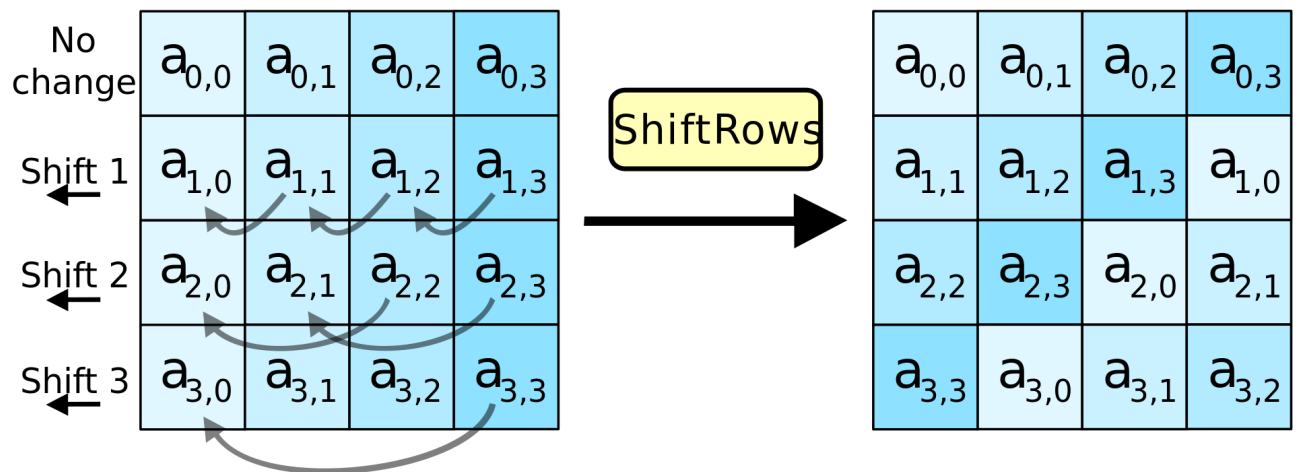 No
change
a0,0 a0,1 a0,2 a0,3
Shift 1
a1,0 a1,1 a1,2 a1,3
Shift 2
a2,0 a2,1 a2,2 a2,3
Shift 3
a3,0 a3,1 a3,2 a3,3
ShiftRows
a0,0 a0,1 a0,2 a0,3
a1,1 a1,2 a1,3 a1,0
a2,2 a2,3 a2,0 a2,1
a3,3 a3,0 a3,1 a3,2